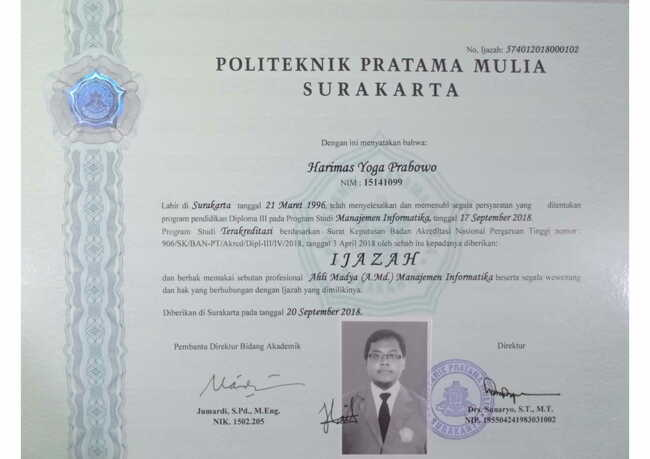 No, Ijazah: 574012018000102
POLITEKNIK PRATAMA MULIA
SURAKARTA
Dengan ini menyatakan bahwa:
Harimas Yoga Prabowo
NIM : 15141099
Lahir di Surakarta tanggal 21 Maret 1996, telah menyelesaikan dan memenuhi segala persyaratan yang ditentukan
program pendidikan Diploma III pada Program Studi Manajemen Informatika, tanggal 17 September 2018.
Program Studi Terakreditasi berdasarkan Surat Keputusan Badan Akreditasi Nasional Perguruan Tinggi nomor:
906/SK/BAN-PT/Akred/Dipl-III/IV/2018, tanggal 3 April 2018 oleh sebab itu kepadanya diberikan:
IJAZAH
dan berhak memakai sebutan profesional Ahli Madya (A.Md.) Manajemen Informatika beserta segala wewenang
dan hak yang berhubungan dengan Ijazah yang dimilikinya.
Diberikan di Surakarta pada tanggal 20 September 2018.
Pembantu Direktur Bidang Akademik
Direktur
Jumardi, S.Pd., M.Eng.
NIK. 1502.205
Drs. Sunaryo, S.T., M.T.
NIP. 195504241983031002
PRATAMA
SURAKARTA